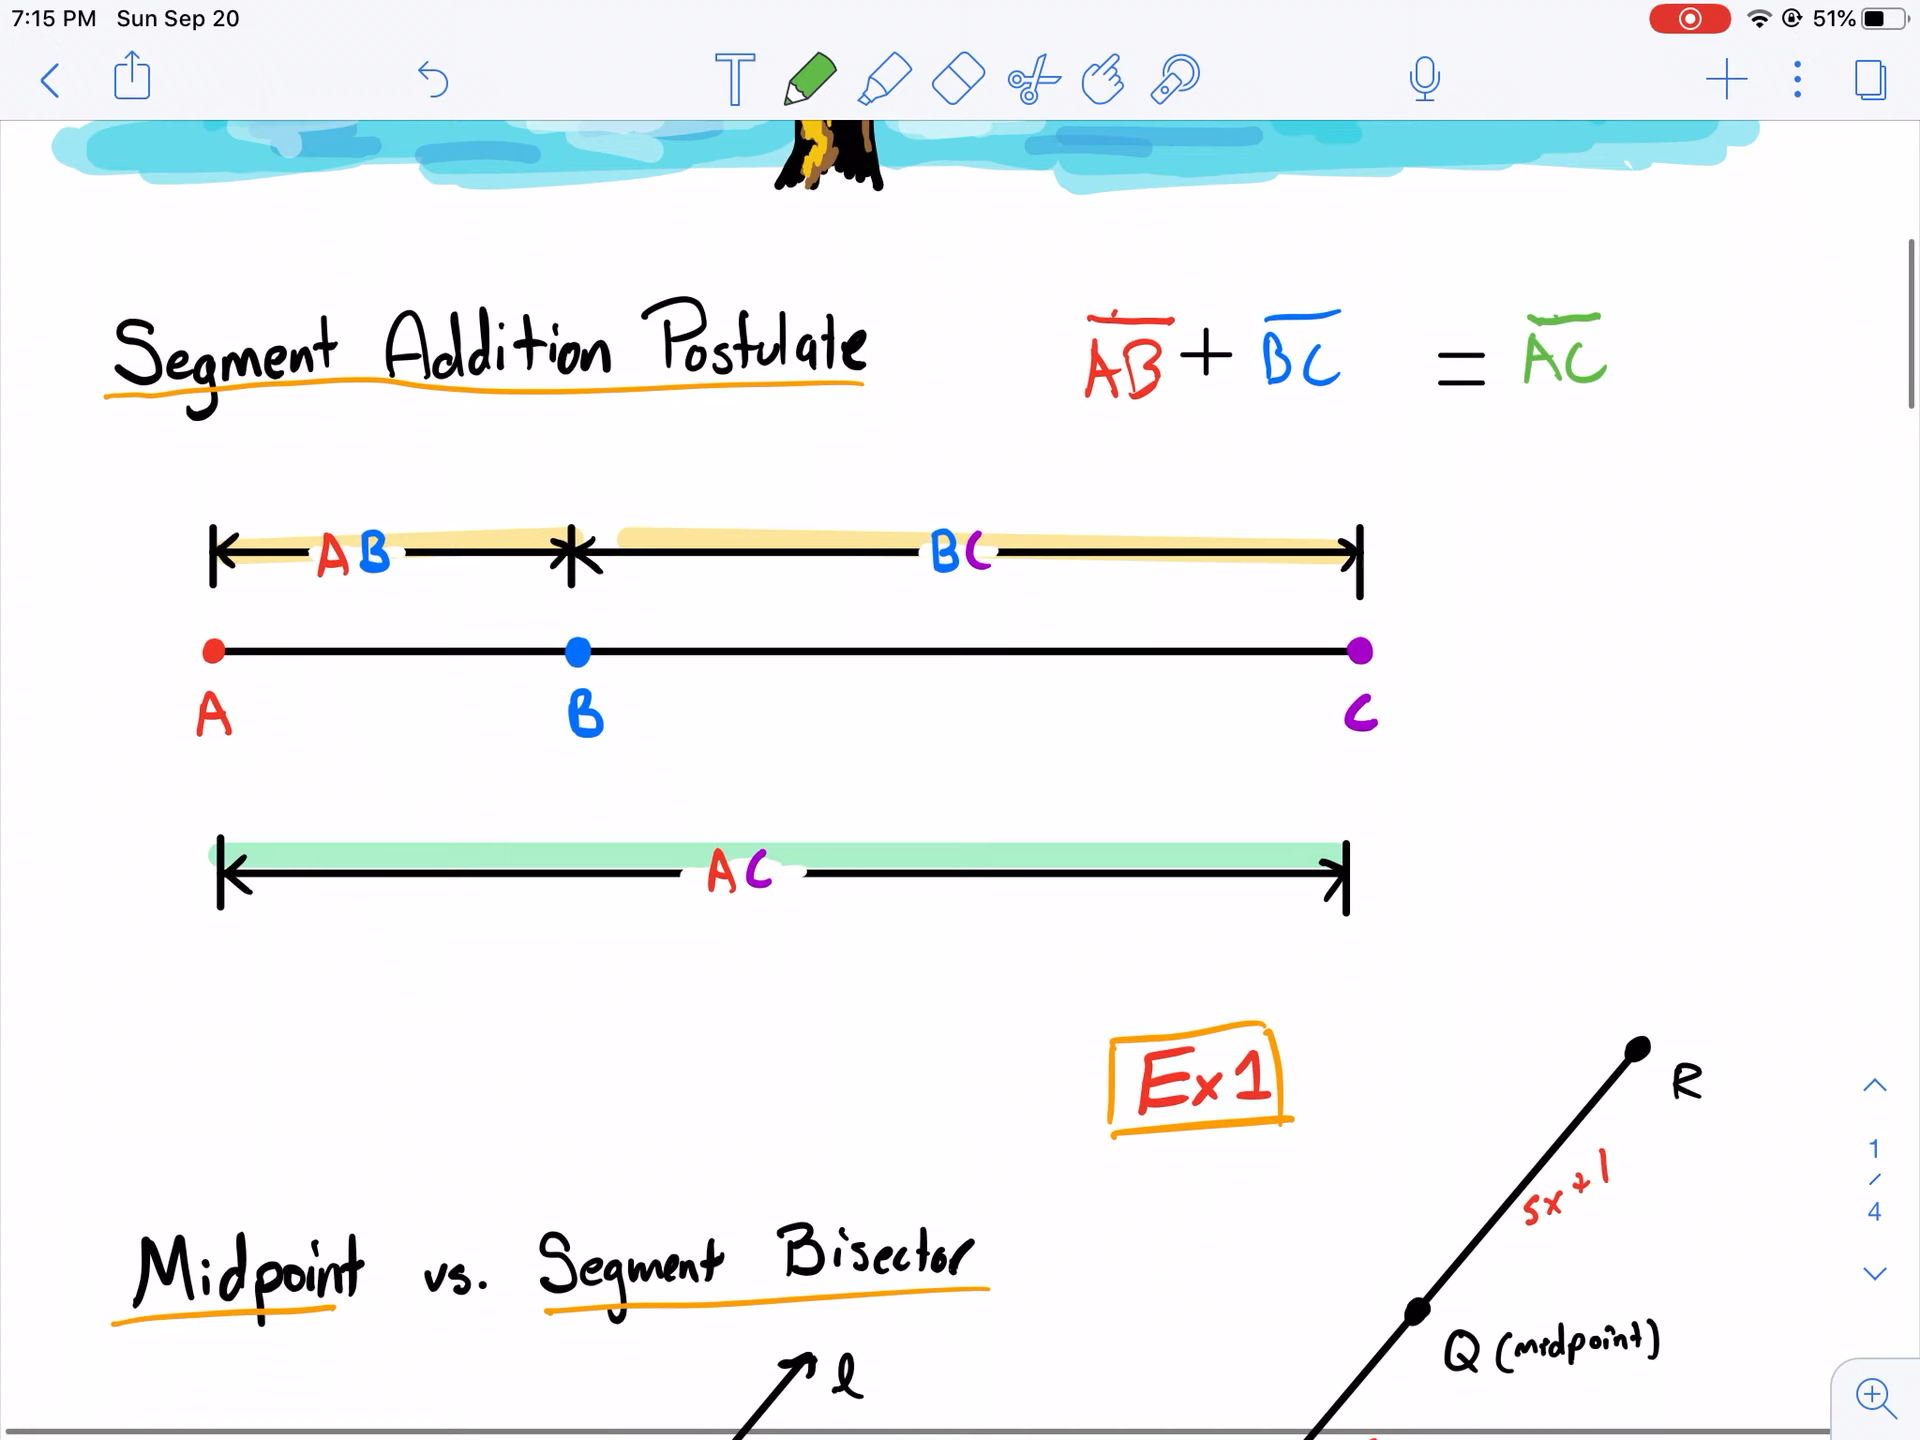 7:15 PM Sun Sep 20
51%
T
Segment Addition Postulate
AB + BC = AC
AB
BC
A
B
C
AC
Ex 1
R
5x + 1
1
/
4
Midpoint vs. Segment Bisector
Q (midpoint)
l